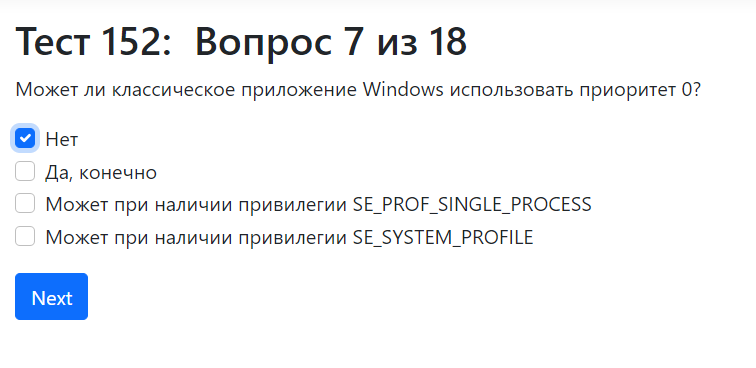 Тест 152: Вопрос 7 из 18
Может ли классическое приложение Windows использовать приоритет 0?
Нет
Да, конечно
Может при наличии привилегии SE_PROF_SINGLE_PROCESS
Может при наличии привилегии SE_SYSTEM_PROFILE
Next